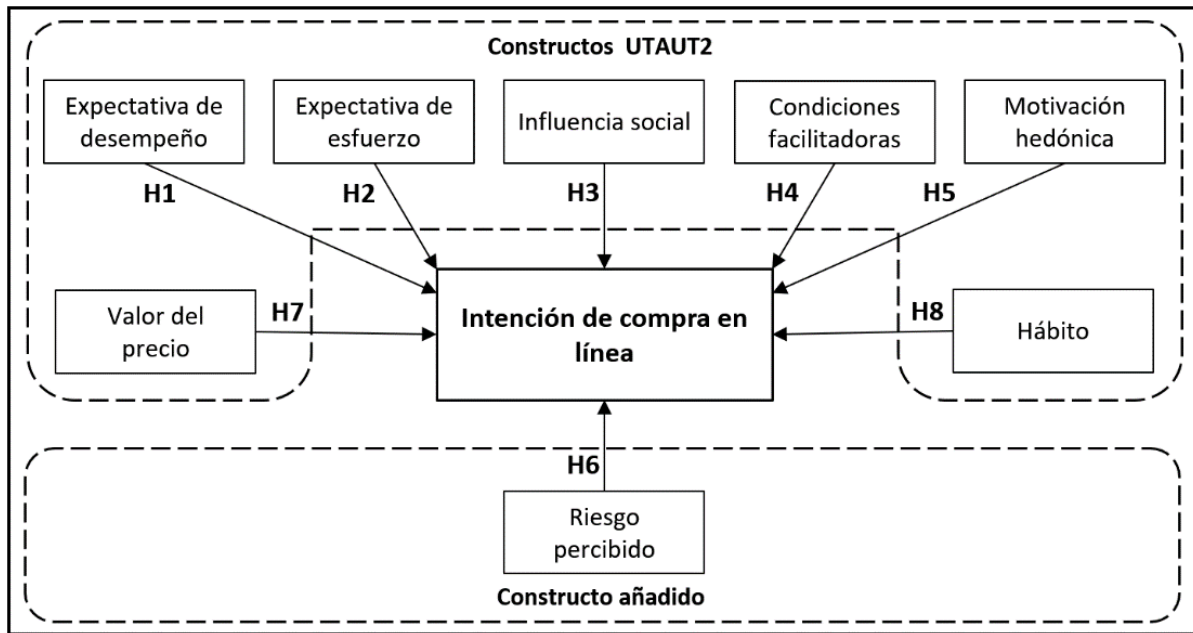 Constructos UTAUT2
Expectativa de
desempeño
Expectativa de
esfuerzo
Influencia social
Condiciones
facilitadoras
Motivación
hedónica
H1
H2
H3
H4
H5
Valor del
precio
H7
Intención de compra en
línea
H8
Hábito
H6
Riesgo
percibido
Constructo añadido